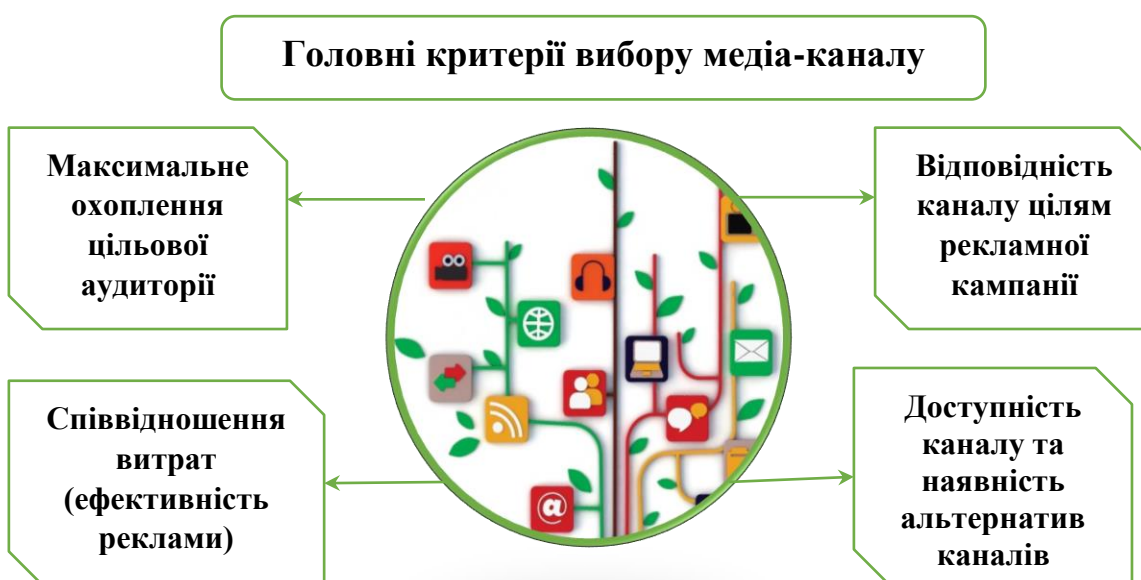 Головні критерії вибору медіа-каналу
Максимальне
охоплення
цільової
аудиторії
Відповідність
каналу цілям
рекламної
кампанії
Співвідношення
витрат
(ефективність
реклами)
Доступність
каналу та
наявність
альтернатив
каналів
@